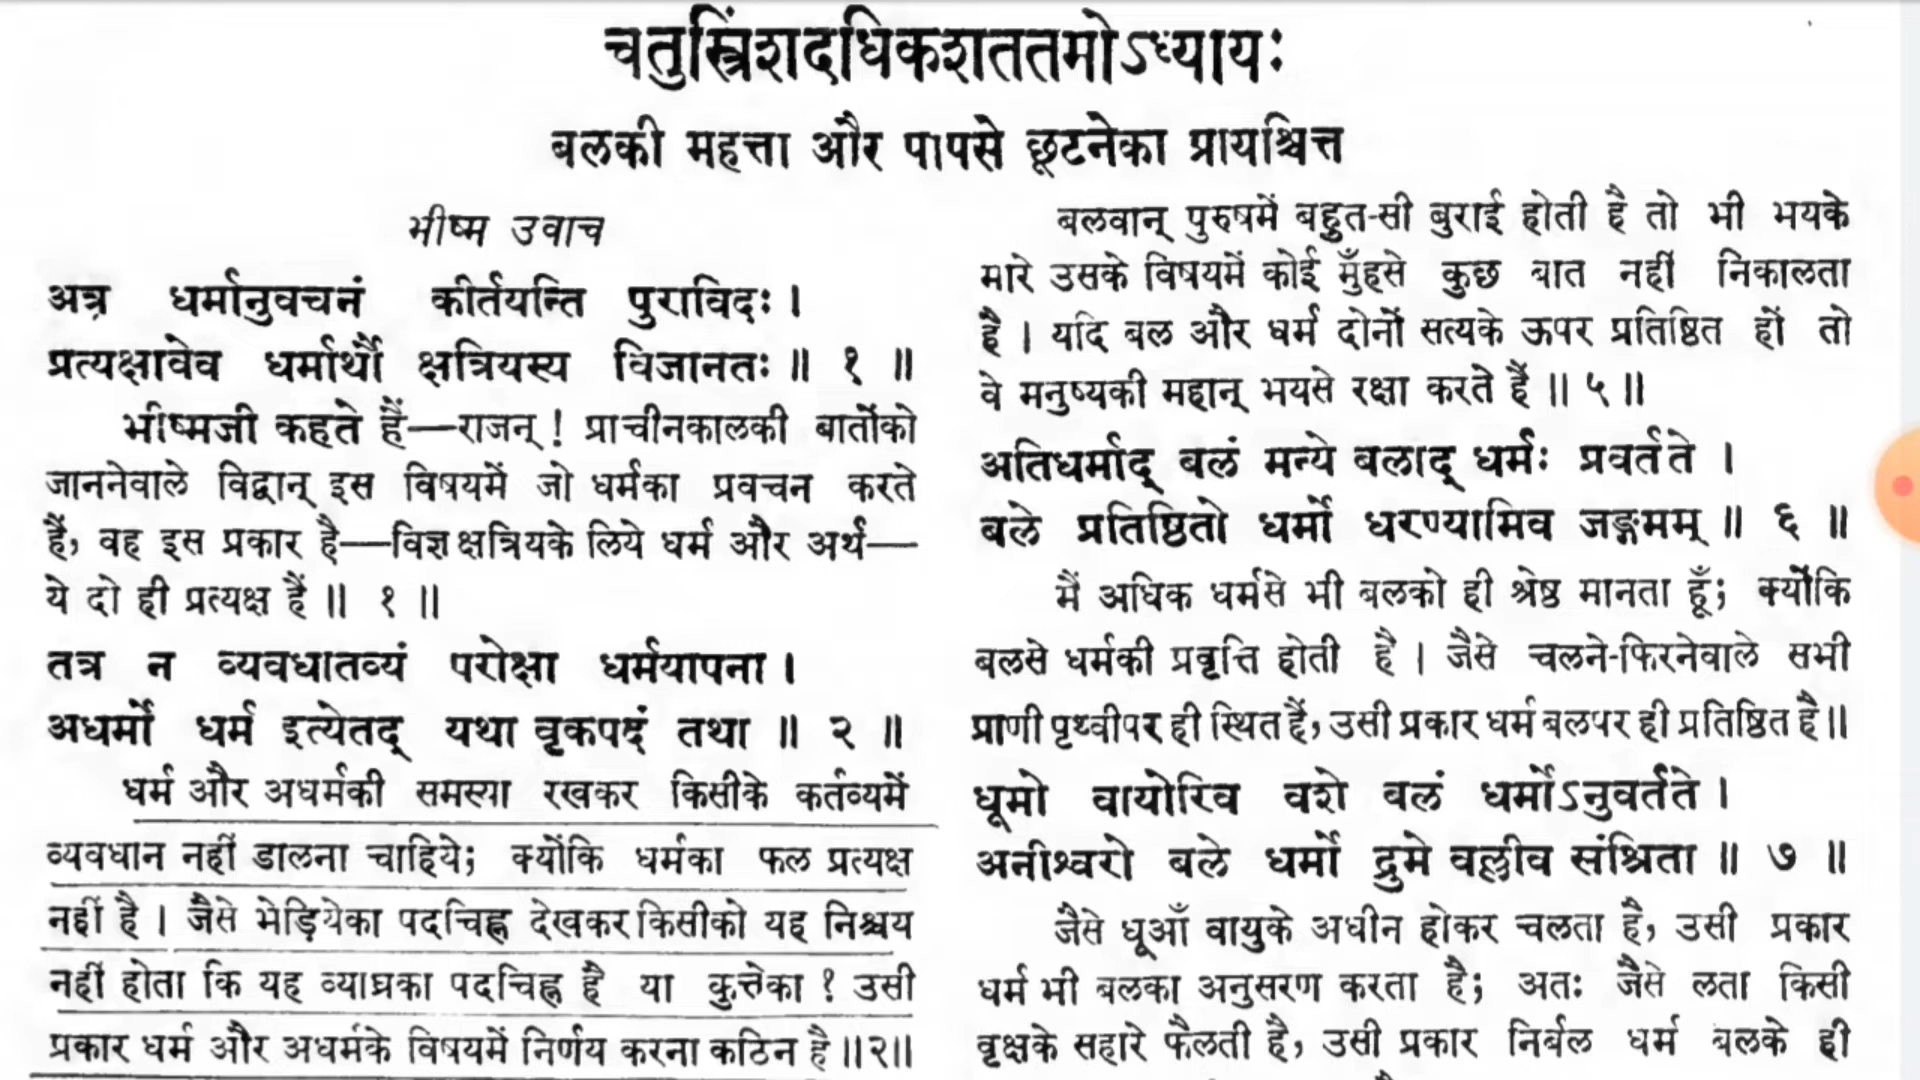 चतुस्त्रिंशदधिकशततमोऽध्यायः
बलकी महत्ता और पापसे छूटनेका प्रायश्चित्त
भीष्म उवाच
अत्र धर्मानुवचनं कीर्तयन्ति पुराविदः ।
प्रत्यक्षावेव धर्मार्थौ क्षत्रियस्य विजानतः ॥ १ ॥
भीष्मजी कहते हैं—राजन् ! प्राचीनकालकी बातोंको
जाननेवाले विद्वान् इस विषयमें जो धर्मका प्रवचन करते
हैं, वह इस प्रकार है—विज्ञ क्षत्रियके लिये धर्म और अर्थ—
ये दो ही प्रत्यक्ष हैं ॥ १ ॥
तत्र न व्यवधातव्यं परोक्षा धर्मयापना ।
अधर्मो धर्म इत्येतद् यथा वृकपदं तथा ॥ २ ॥
धर्म और अधर्मकी समस्या रखकर किसीके कर्तव्यमें
व्यवधान नहीं डालना चाहिये; क्योंकि धर्मका फल प्रत्यक्ष
नहीं है । जैसे भेड़ियेका पदचिह्न देखकर किसीको यह निश्चय
नहीं होता कि यह व्याघ्रका पदचिह्न है या कुत्तेका ? उसी
प्रकार धर्म और अधर्मके विषयमें निर्णय करना कठिन है ॥२॥
बलवान् पुरुषमें बहुत-सी बुराई होती है तो भी भयके
मारे उसके विषयमें कोई मुँहसे कुछ बात नहीं निकालता
है । यदि बल और धर्म दोनों सत्यके ऊपर प्रतिष्ठित हों तो
वे मनुष्यकी महान् भयसे रक्षा करते हैं ॥ ५ ॥
अतिधर्माद् बलं मन्ये बलाद् धर्मः प्रवर्तते ।
बले प्रतिष्ठितो धर्मो धरण्यामिव जङ्गमम् ॥ ६ ॥
मैं अधिक धर्मसे भी बलको ही श्रेष्ठ मानता हूँ; क्योंकि
बलसे धर्मकी प्रवृत्ति होती है । जैसे चलने-फिरनेवाले सभी
प्राणी पृथ्वीपर ही स्थित हैं, उसी प्रकार धर्म बलपर ही प्रतिष्ठित है ॥
धूमो वायोरिव वशे बलं धर्मोऽनुवर्तते ।
अनीश्वरो बले धर्मो द्रुमे वल्लीव संश्रिता ॥ ७ ॥
जैसे धूआँ वायुके अधीन होकर चलता है, उसी प्रकार
धर्म भी बलका अनुसरण करता है; अतः जैसे लता किसी
वृक्षके सहारे फैलती है, उसी प्रकार निर्बल धर्म बलके ही